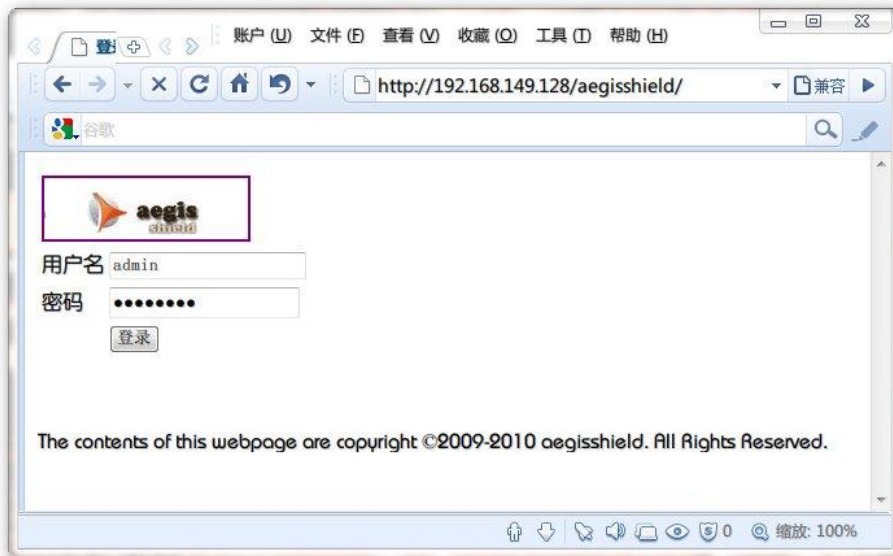 账户 (U) 文件 (F) 查看 (V) 收藏 (O) 工具 (T) 帮助 (H)
http://192.168.149.128/aegisshield/ 兼容
谷歌
aegis
shield
用户名 admin
密码 ••••••••
登录
The contents of this webpage are copyright ©2009-2010 aegisshield. All Rights Reserved.
0 缩放: 100%